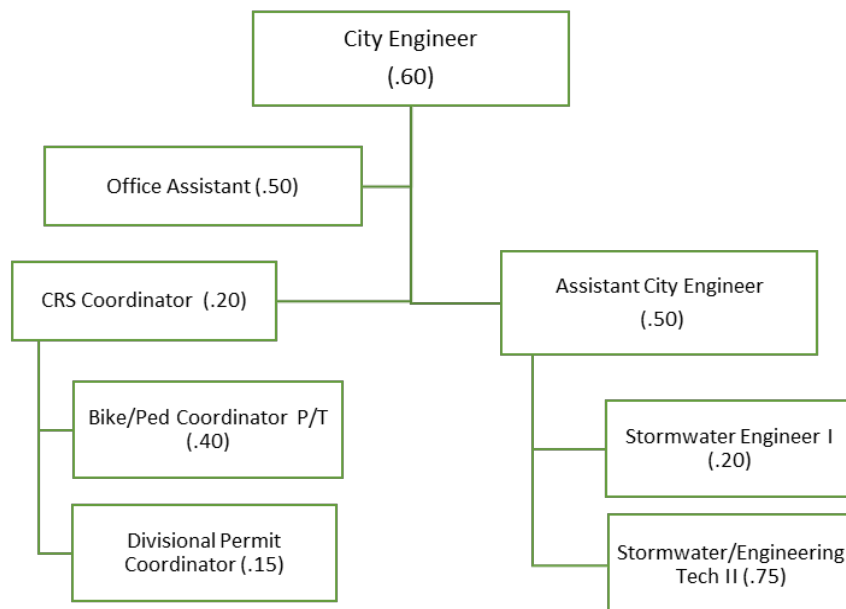 City Engineer
(.60)
Office Assistant (.50)
CRS Coordinator (.20)
Assistant City Engineer
(.50)
Bike/Ped Coordinator P/T
(.40)
Stormwater Engineer I
(.20)
Divisional Permit
Coordinator (.15)
Stormwater/Engineering
Tech II (.75)